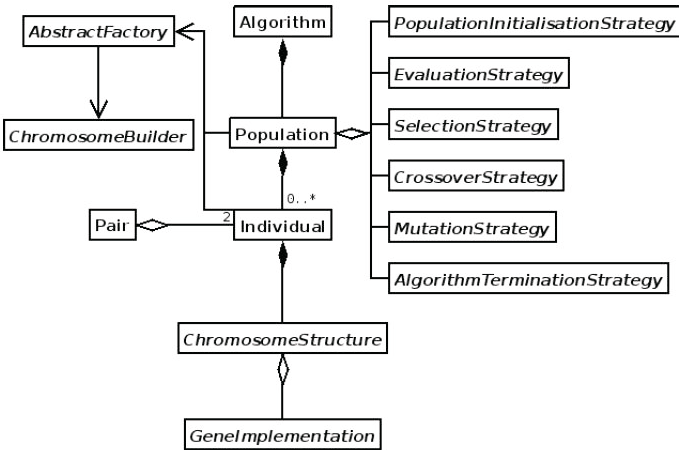 Algorithm
PopulationInitialisationStrategy
AbstractFactory
EvaluationStrategy
SelectionStrategy
ChromosomeBuilder
Population
CrossoverStrategy
0..*
2
Pair
Individual
MutationStrategy
AlgorithmTerminationStrategy
ChromosomeStructure
GeneImplementation